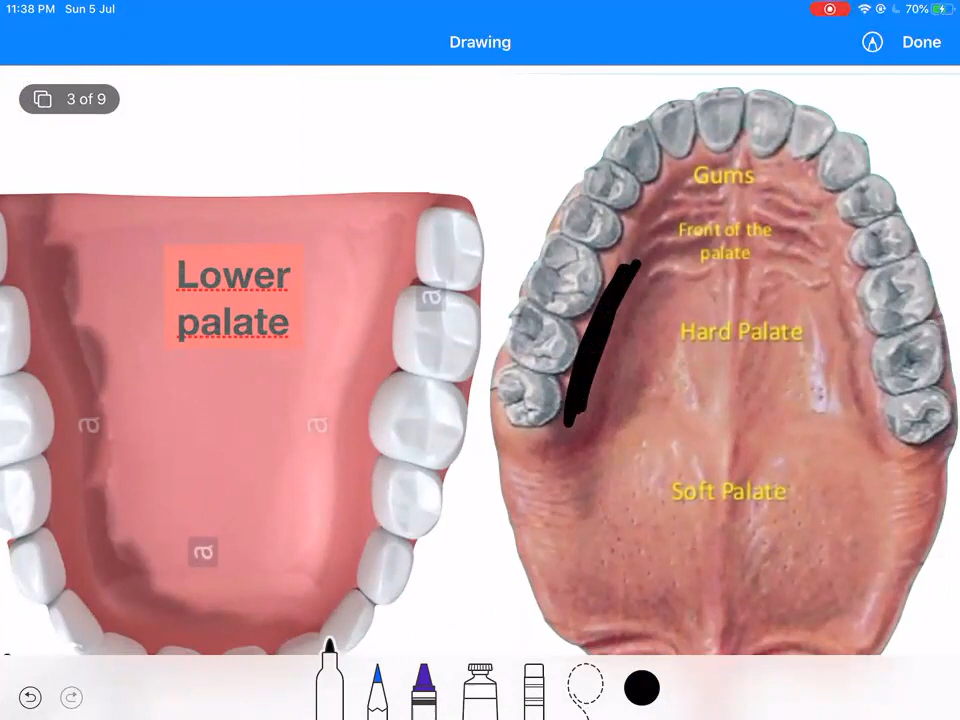 11:38 PM Sun 5 Jul
70%
Drawing
Done
3 of 9
Lower
palate
a
a
a
a
Gums
Front of the
palate
Hard Palate
Soft Palate